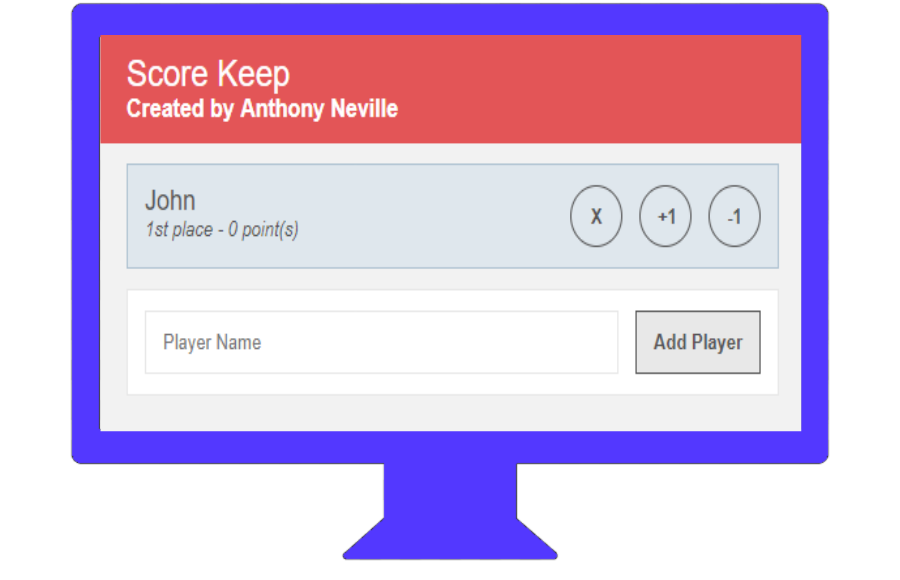 Score Keep
Created by Anthony Neville
John
1st place - 0 point(s)
X
+1
-1
Player Name
Add Player